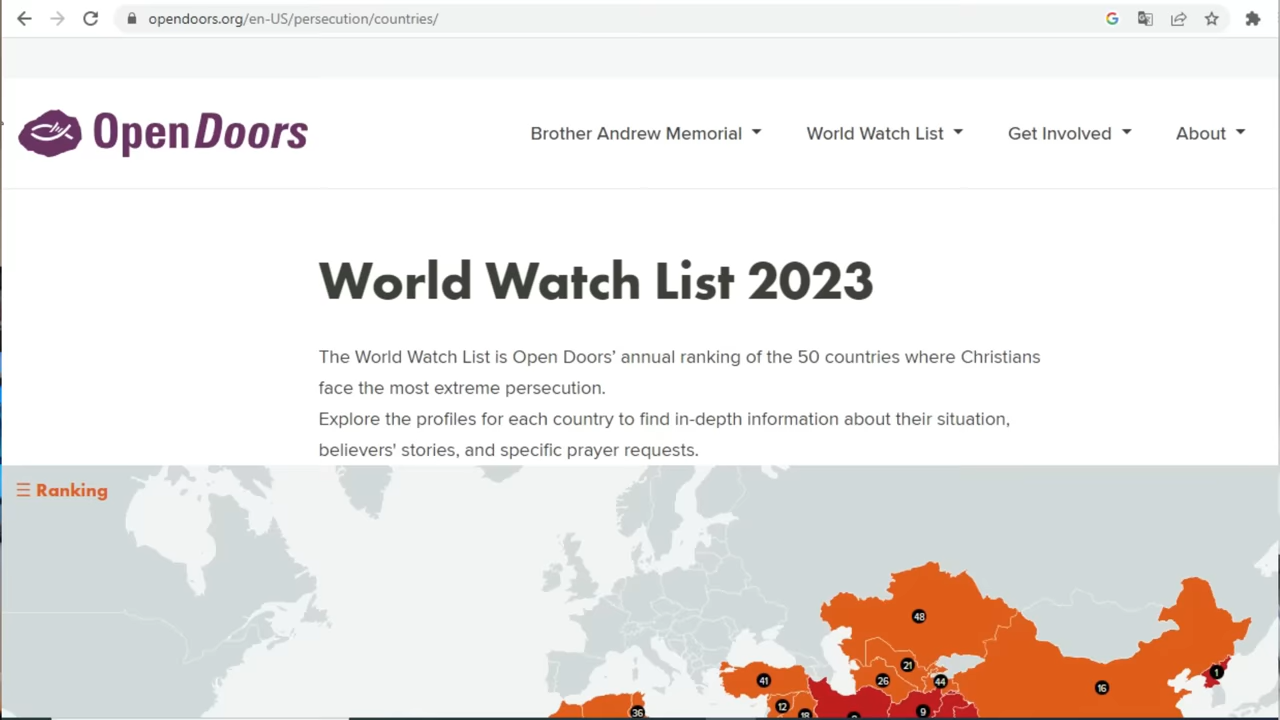 opendoors.org/en-US/persecution/countries/
OpenDoors
Brother Andrew Memorial
World Watch List
Get Involved
About
World Watch List 2023
The World Watch List is Open Doors’ annual ranking of the 50 countries where Christians
face the most extreme persecution.
Explore the profiles for each country to find in-depth information about their situation,
believers' stories, and specific prayer requests.
Ranking
48
21
1
41
26
44
16
12
9
36